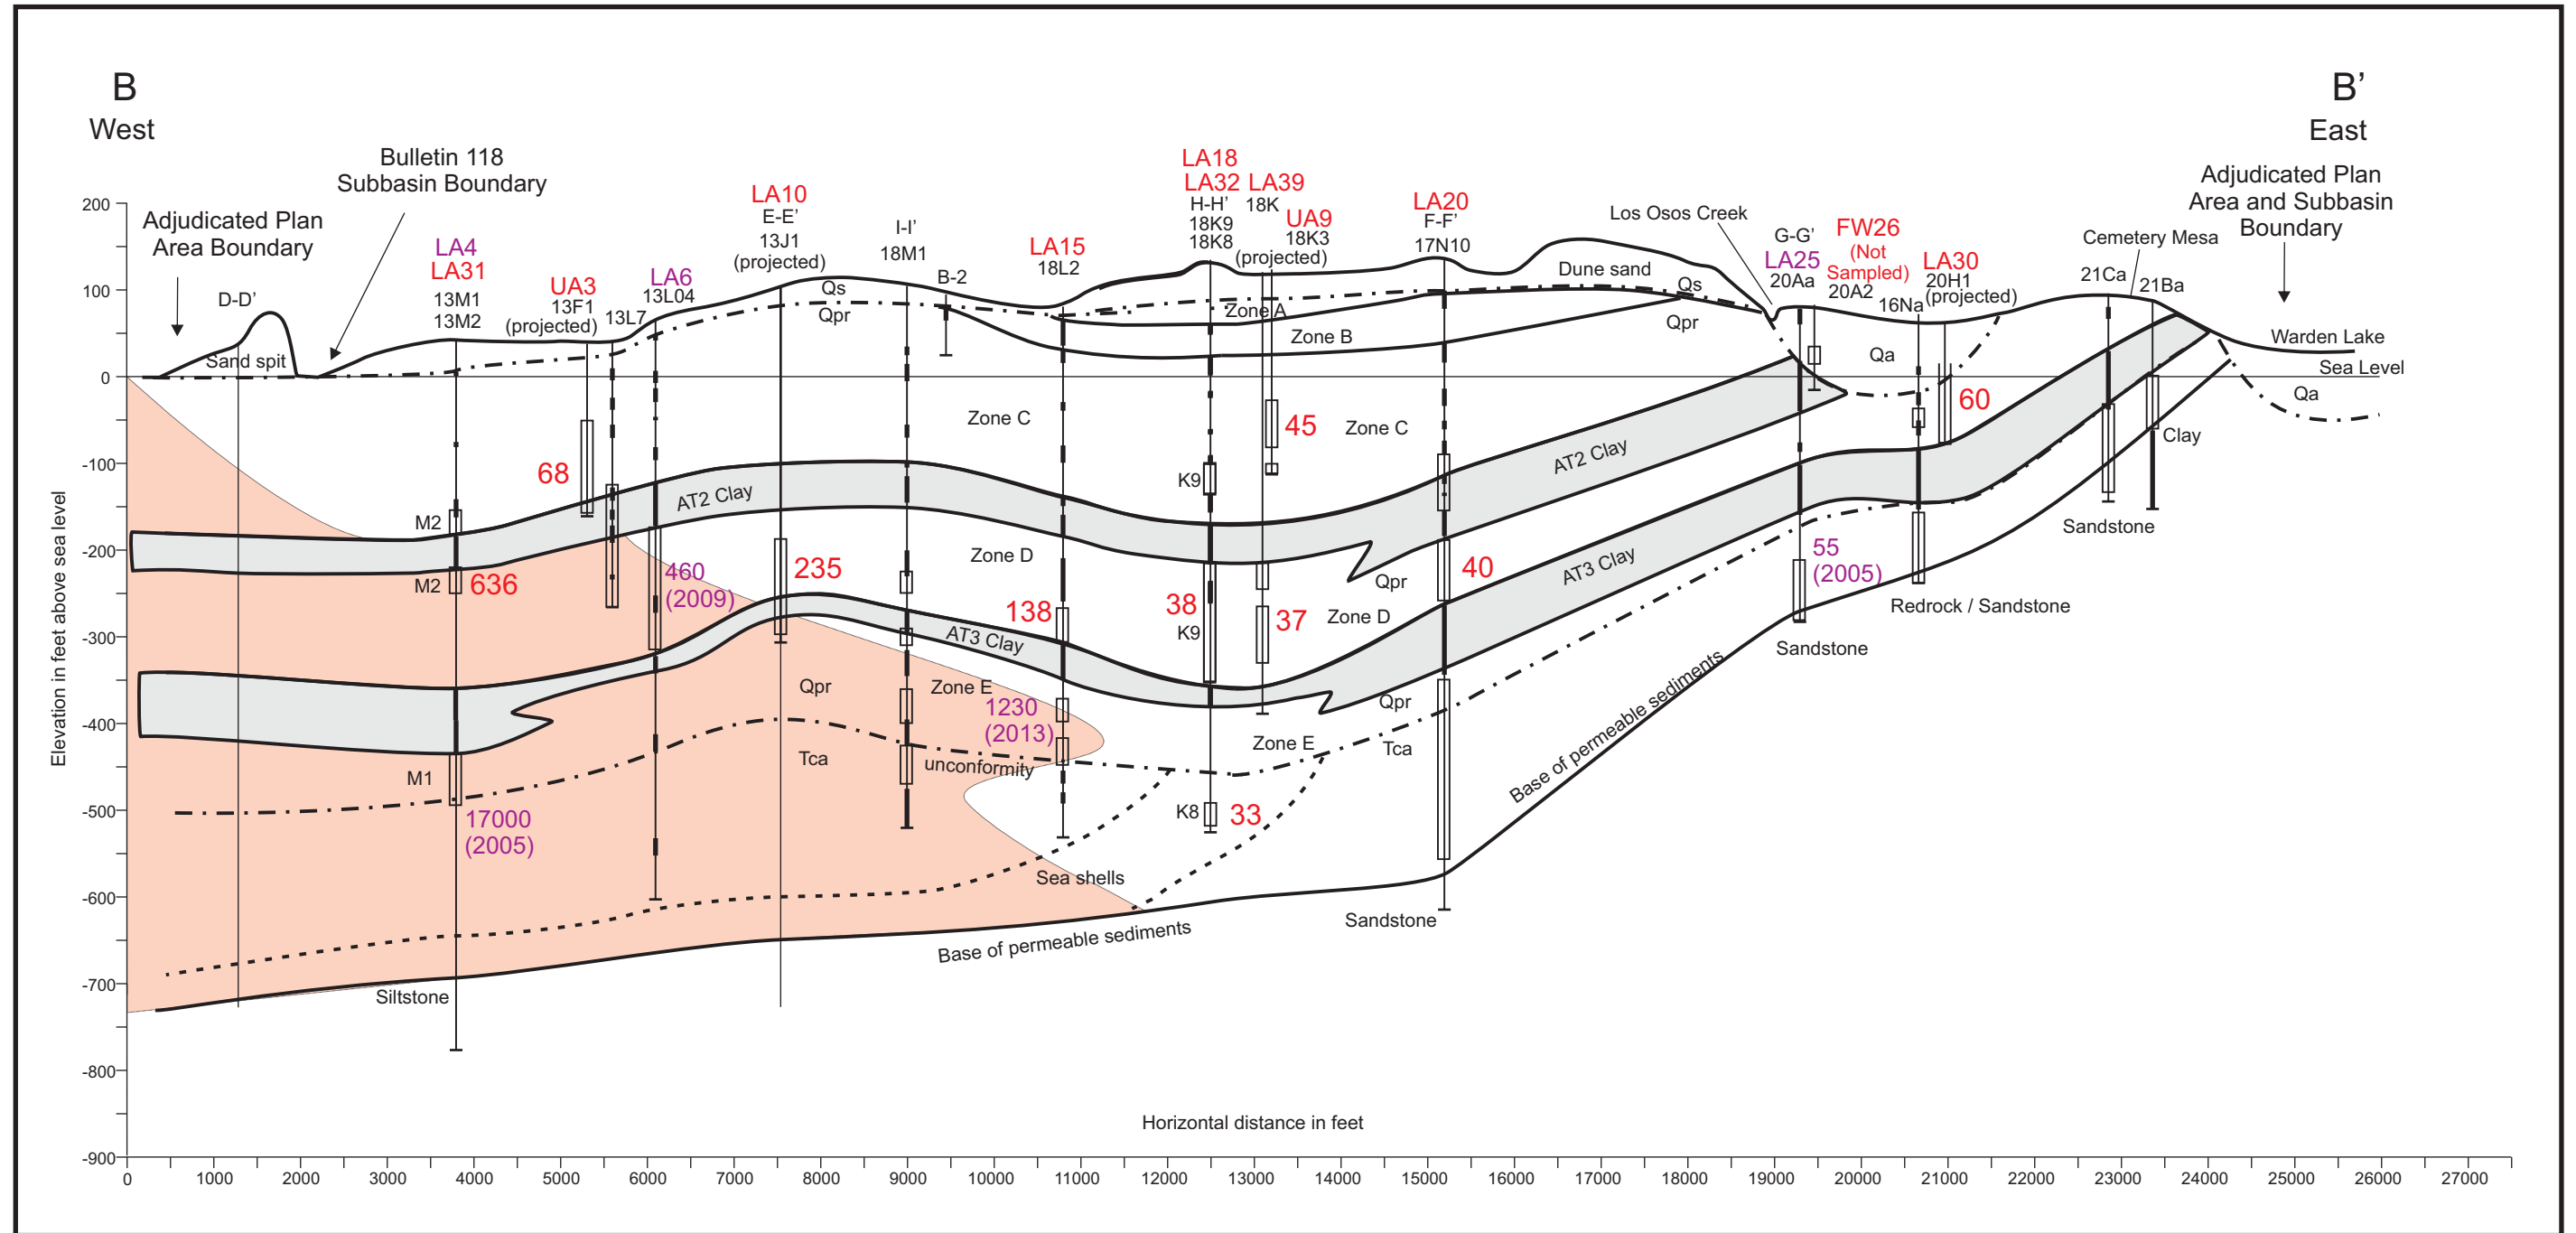 B
West
B’
East
Bulletin 118
Subbasin Boundary
Adjudicated Plan
Area Boundary
Adjudicated Plan
Area and Subbasin
Boundary
D-D’
Sand spit
LA4
LA31
13M1
13M2
UA3
13F1
(projected)
13L7
LA6
13L04
LA10
E-E’
13J1
(projected)
I-I’
18M1
B-2
LA15
18L2
LA18
LA32
H-H’
18K9
18K8
LA39
18K
UA9
18K3
(projected)
LA20
F-F’
17N10
Los Osos Creek
G-G’
LA25
20Aa
FW26
(Not
Sampled)
20A2
16Na
LA30
20H1
(projected)
Cemetery Mesa
21Ca
21Ba
Warden Lake
Sea Level
Qa
Qa
Clay
Dune sand
Qs
Qpr
Qs
Qpr
Zone A
Zone B
Zone C
Zone C
45
60
68
K9
AT2 Clay
AT2 Clay
M2
M2
636
460
(2009)
235
Zone D
138
38
K9
37
Zone D
Qpr
40
AT3 Clay
AT3 Clay
55
(2005)
Sandstone
Redrock / Sandstone
Sandstone
Qpr
Tca
Zone E
1230
(2013)
unconformity
Zone E
Qpr
Tca
M1
17000
(2005)
K8
33
Sea shells
Base of permeable sediments
Base of permeable sediments
Sandstone
Siltstone
Elevation in feet above sea level
200
100
0
-100
-200
-300
-400
-500
-600
-700
-800
-900
Horizontal distance in feet
0 1000 2000 3000 4000 5000 6000 7000 8000 9000 10000 11000 12000 13000 14000 15000 16000 17000 18000 19000 20000 21000 22000 23000 24000 25000 26000 27000